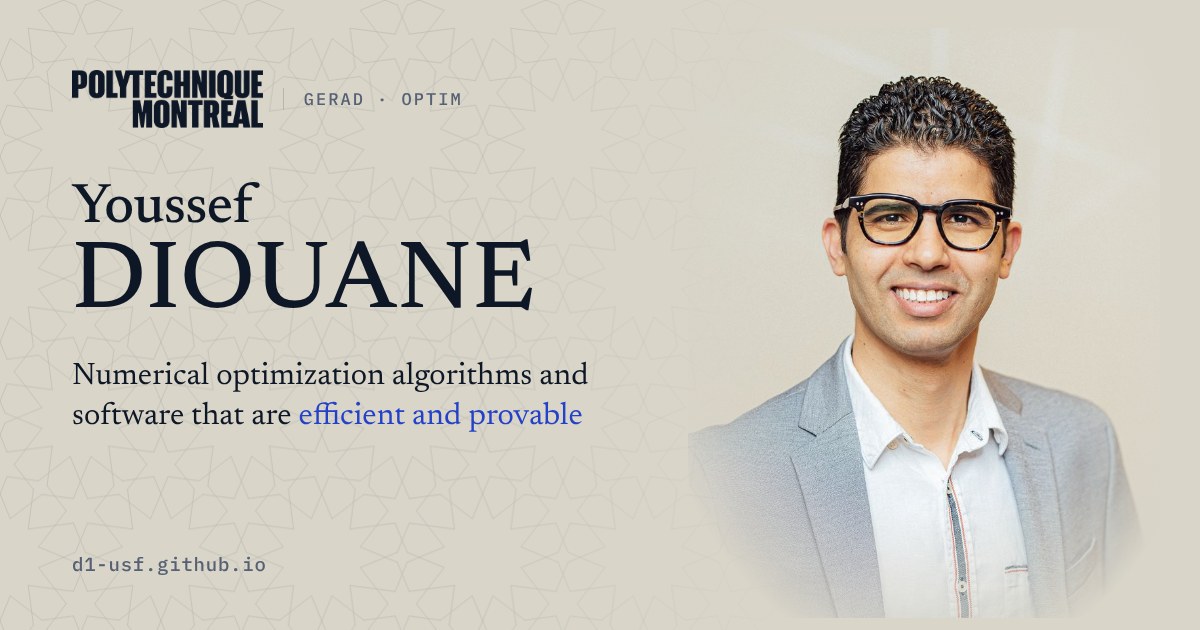 POLYTECHNIQUE
MONTRÉAL
GERAD · OPTIM
Youssef
DIOUANE
Numerical optimization algorithms and
software that are efficient and provable
d1-usf.github.io